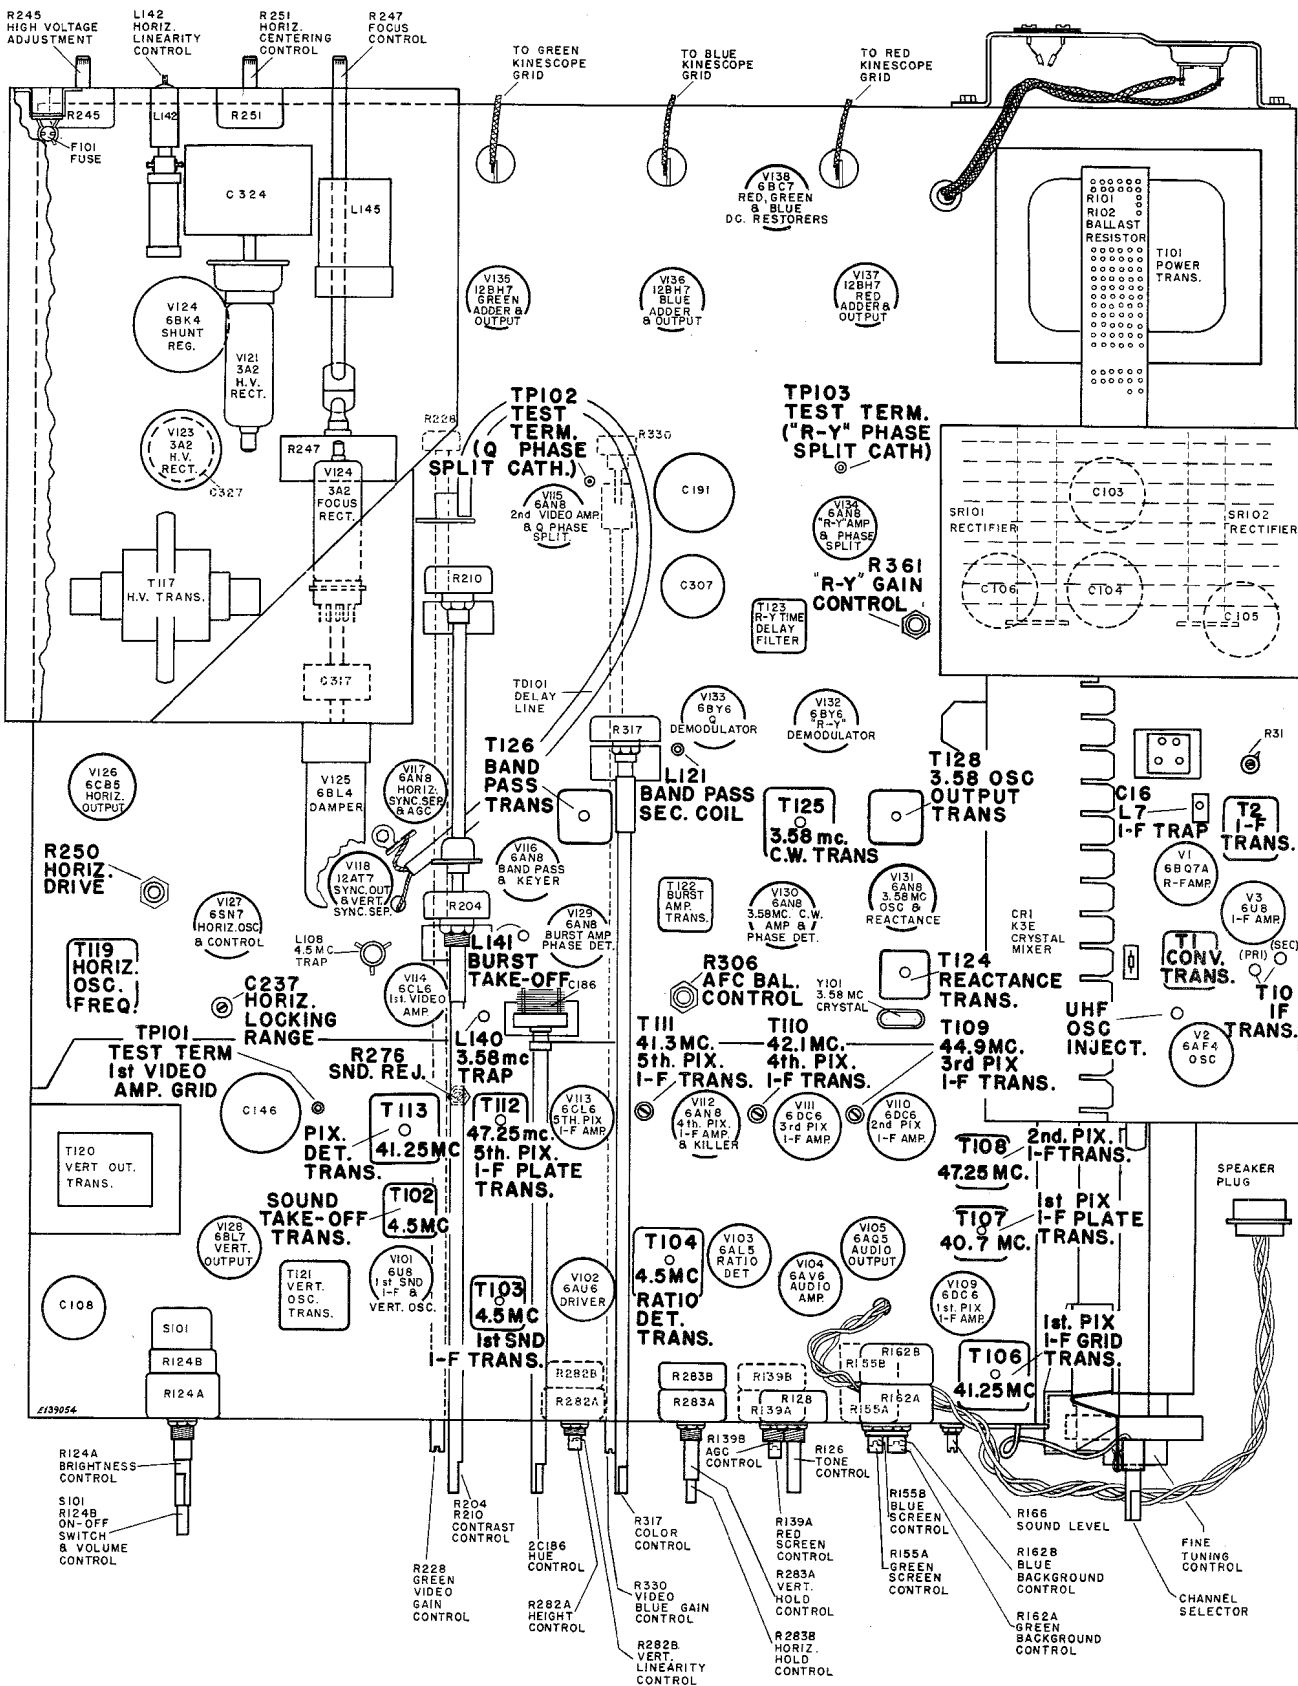 R245
HIGH VOLTAGE
ADJUSTMENT
L142
HORIZ.
LINEARITY
CONTROL
R251
HORIZ.
CENTERING
CONTROL
R247
FOCUS
CONTROL
TO GREEN
KINESCOPE
GRID
TO BLUE
KINESCOPE
GRID
TO RED
KINESCOPE
GRID
R245
L142
R251
F101
FUSE
C324
L145
V138
6BC7
RED, GREEN
& BLUE
DC. RESTORERS
R101
R102
BALLAST
RESISTOR
T101
POWER
TRANS.
V124
6BK4
SHUNT
REG.
V121
3A2
H.V.
RECT.
V135
12BH7
GREEN
ADDER &
OUTPUT
V136
12BH7
BLUE
ADDER
& OUTPUT
V137
12BH7
RED
ADDER &
OUTPUT
V123
3A2
H.V.
RECT.
C327
R247
V124
3A2
FOCUS
RECT.
R228
TP102
TEST
TERM.
(Q PHASE
SPLIT CATH.)
R330
TP103
TEST TERM.
("R-Y" PHASE
SPLIT CATH)
V115
6AN8
2nd VIDEO AMP.
& Q PHASE
SPLIT.
C191
V134
6AN8
"R-Y" AMP
& PHASE
SPLIT
SR101
RECTIFIER
C103
SR102
RECTIFIER
C106
C104
C105
T117
H.V. TRANS.
R210
C307
R361
"R-Y" GAIN
CONTROL
T123
R-Y TIME
DELAY
FILTER
C317
TD101
DELAY
LINE
V133
6BY6
Q
DEMODULATOR
V132
6BY6
"R-Y"
DEMODULATOR
R317
R31
V126
6CB5
HORIZ.
OUTPUT
V125
6BL4
DAMPER
V117
6AN8
HORIZ.
SYNC. SEP.
& AGC
T126
BAND
PASS
TRANS
L121
BAND PASS
SEC. COIL
T125
3.58 mc.
C.W. TRANS
T128
3.58 OSC
OUTPUT
TRANS
C16
L7
I-F TRAP
T2
I-F
TRANS.
R250
HORIZ.
DRIVE
V118
12AT7
SYNC. OUT
& VERT.
SYNC. SEP.
V116
6AN8
BAND PASS
& KEYER
V1
6BQ7A
R-F AMP.
V127
6SN7
HORIZ. OSC.
& CONTROL
R204
V129
6AN8
BURST AMP
PHASE DET.
T122
BURST
AMP.
TRANS.
V130
6AN8
3.58MC. C.W.
AMP &
PHASE DET.
V131
6AN8
3.58MC
OSC &
REACTANCE
CR1
K3E
CRYSTAL
MIXER
V3
6U8
I-F AMP.
T119
HORIZ.
OSC.
FREQ.
L108
4.5 MC
TRAP
V114
6CL6
1st. VIDEO
AMP.
L141
BURST
TAKE-OFF
C186
R306
AFC BAL.
CONTROL
Y101
3.58 MC
CRYSTAL
T124
REACTANCE
TRANS.
T1
CONV.
TRANS.
(SEC)
(PRI)
T10
IF
TRANS.
C237
HORIZ.
LOCKING
RANGE
UHF
OSC
INJECT.
V2
6AF4
OSC
TP101
TEST TERM
1st VIDEO
AMP. GRID
R276
SND. REJ.
L140
3.58mc
TRAP
T111
41.3 MC.
5th. PIX.
I-F TRANS.
T110
42.1 MC.
4th. PIX.
I-F TRANS.
T109
44.9MC.
3rd PIX
I-F TRANS.
C146
T113
41.25MC
PIX.
DET.
TRANS.
T112
47.25 mc.
5th. PIX.
I-F PLATE
TRANS.
V113
6CL6
5TH. PIX
I-F AMP.
V112
6AN8
4th. PIX.
I-F AMP.
& KILLER
V111
6DC6
3rd PIX
I-F AMP.
V110
6DC6
2nd PIX
I-F AMP.
T108
47.25 MC.
2nd. PIX.
I-F TRANS.
T120
VERT OUT.
TRANS.
SPEAKER
PLUG
SOUND
TAKE-OFF
TRANS.
T102
4.5MC
T107
40.7 MC.
1st PIX
I-F PLATE
TRANS.
V128
6BL7
VERT.
OUTPUT
V101
6U8
1st SND
I-F &
VERT. OSC.
T121
VERT.
OSC.
TRANS.
V102
6AU6
DRIVER
T104
4.5MC
RATIO
DET.
TRANS.
V103
6AL5
RATIO
DET
V104
6AV6
AUDIO
AMP.
V105
6AQ5
AUDIO
OUTPUT
V109
6DC6
1st. PIX
I-F AMP.
C108
T103
4.5 MC
1st SND
I-F TRANS.
S101
R124B
R124A
R282B
R282A
R283B
R283A
R139B
R139A
R128
R155B
R155A
R162B
R162A
T106
41.25MC
1st. PIX
I-F GRID
TRANS.
E139054
R124A
BRIGHTNESS
CONTROL
S101
R124B
ON-OFF
SWITCH
& VOLUME
CONTROL
R228
GREEN
VIDEO
GAIN
CONTROL
R204
R210
CONTRAST
CONTROL
2C186
HUE
CONTROL
R282A
HEIGHT
CONTROL
R317
COLOR
CONTROL
R330
VIDEO
BLUE GAIN
CONTROL
R282B
VERT.
LINEARITY
CONTROL
R139B
AGC
CONTROL
R126
TONE
CONTROL
R139A
RED
SCREEN
CONTROL
R283A
VERT.
HOLD
CONTROL
R283B
HORIZ.
HOLD
CONTROL
R155B
BLUE
SCREEN
CONTROL
R155A
GREEN
SCREEN
CONTROL
R166
SOUND LEVEL
R162B
BLUE
BACKGROUND
CONTROL
R162A
GREEN
BACKGROUND
CONTROL
FINE
TUNING
CONTROL
CHANNEL
SELECTOR